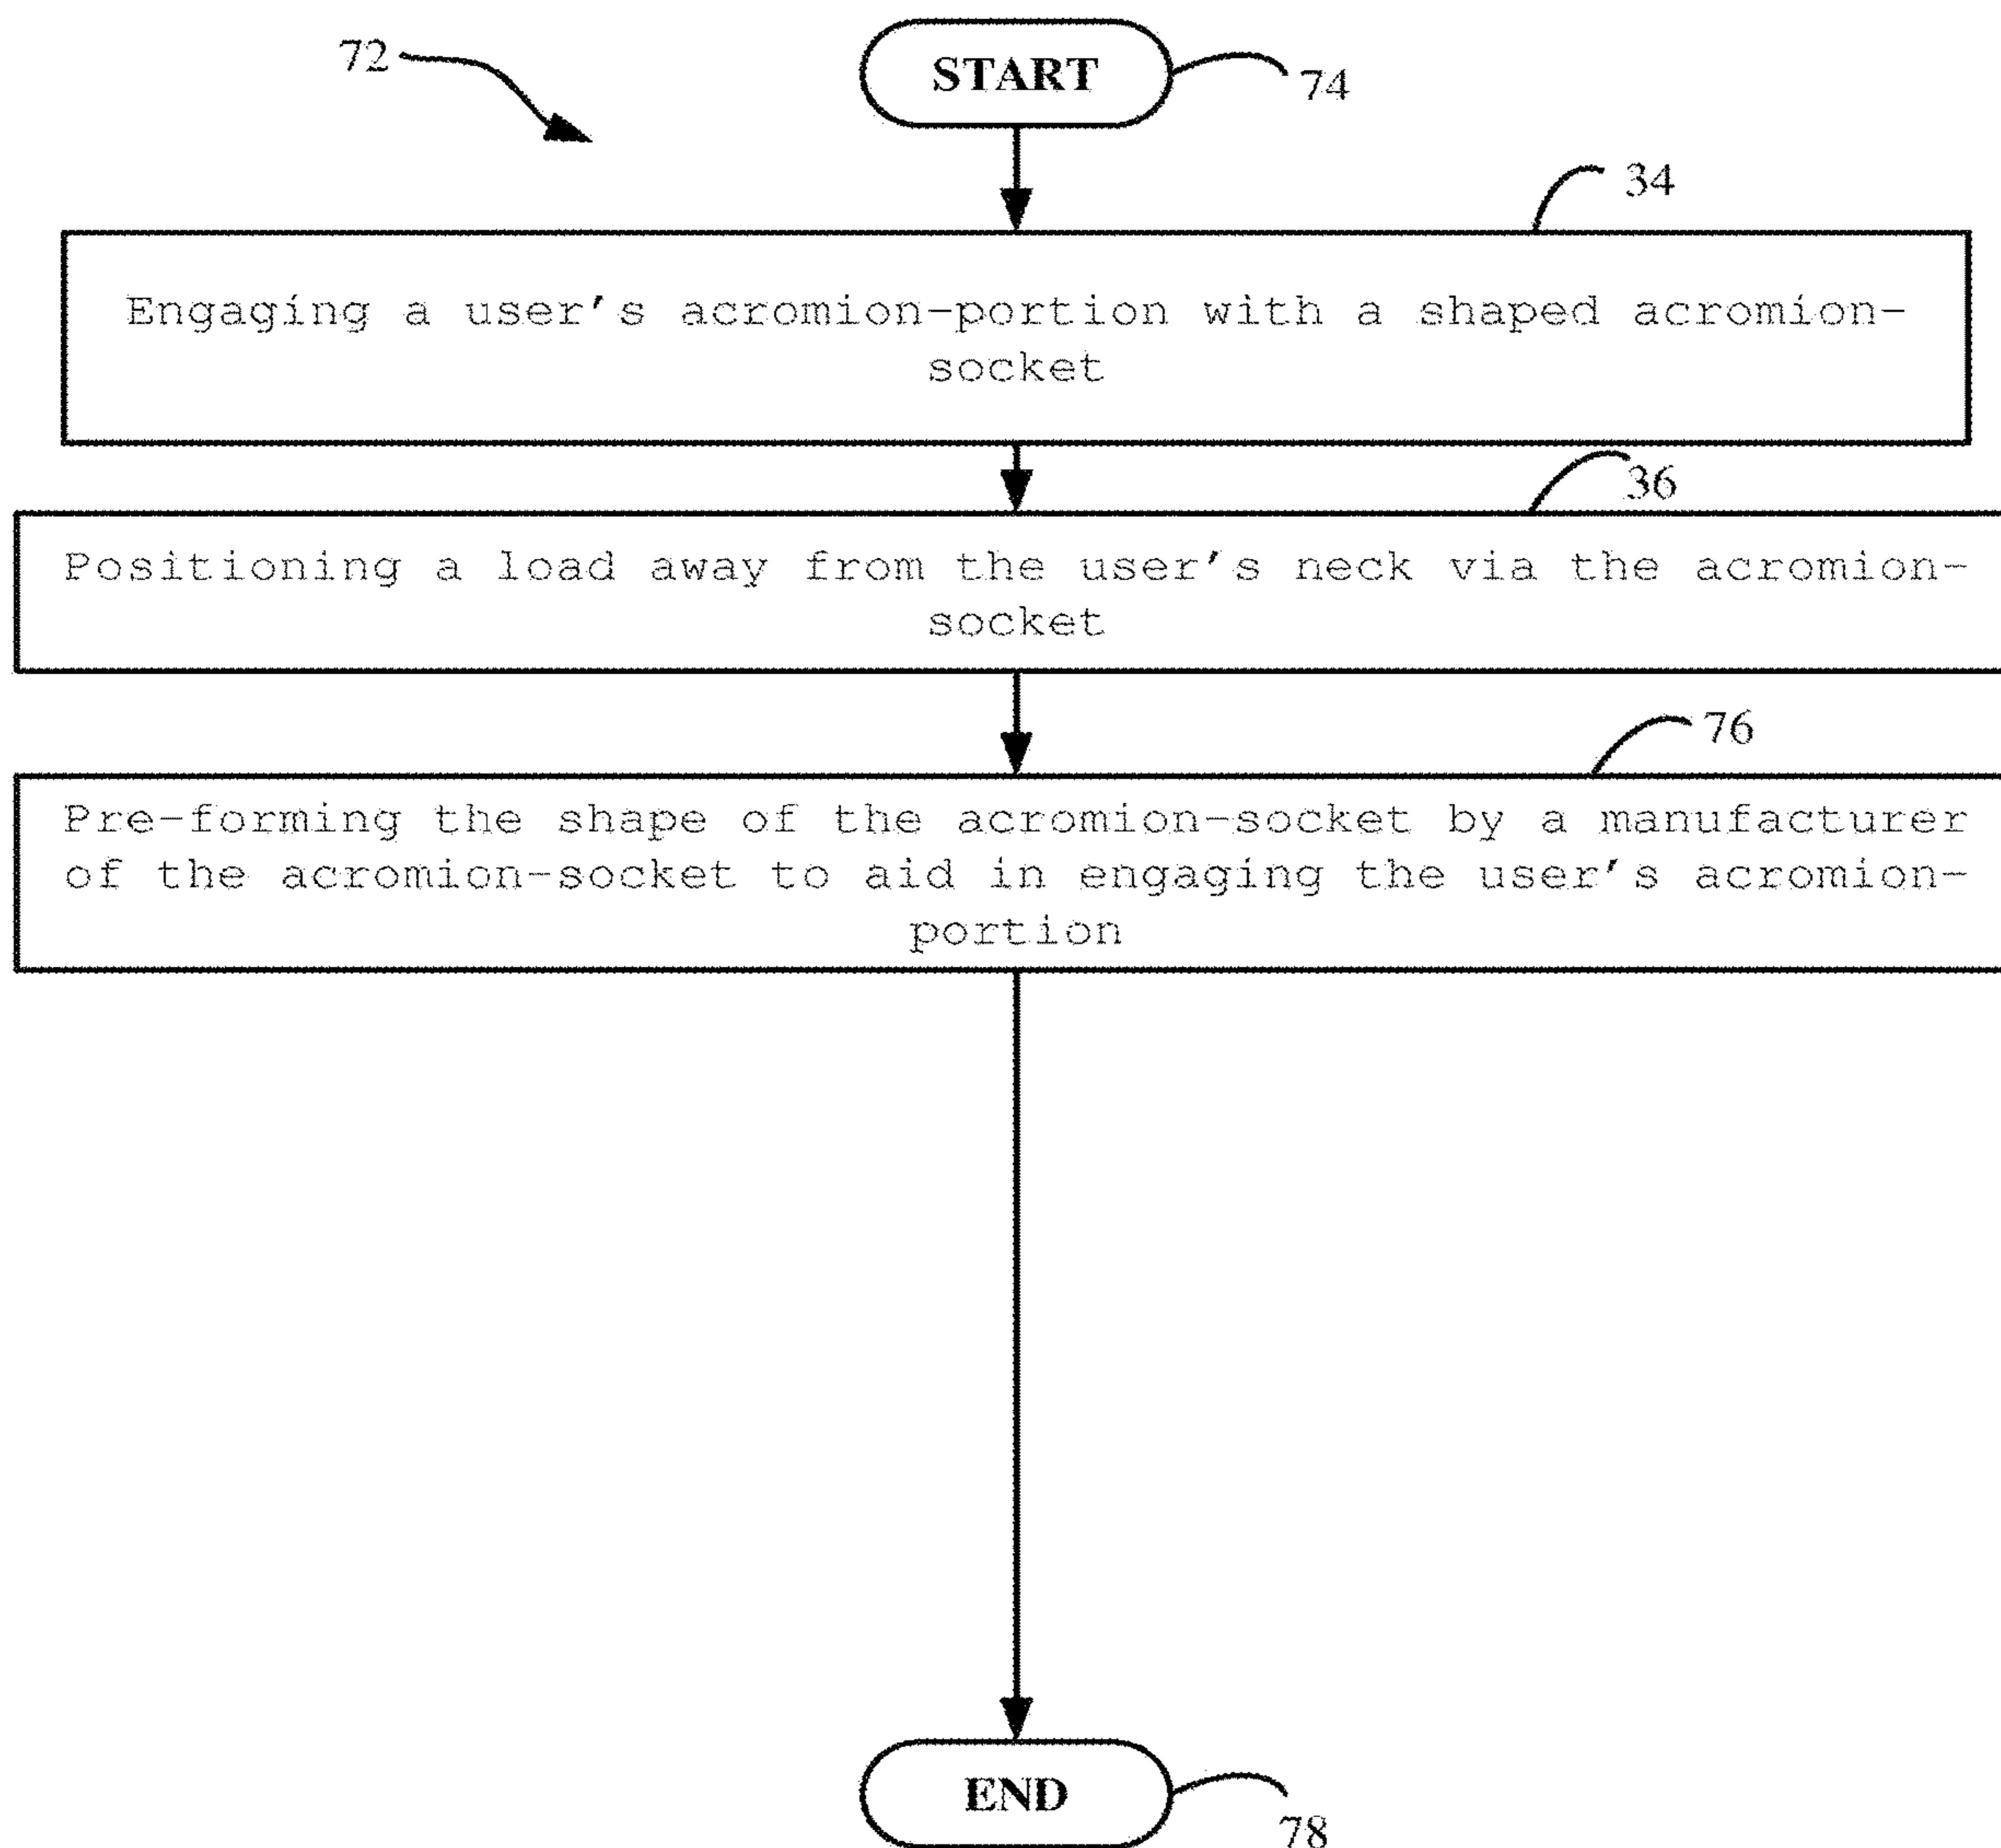 72
START
74
34
Engaging a user's acromion-portion with a shaped acromion-
socket
36
Positioning a load away from the user's neck via the acromion-
socket
76
Pre-forming the shape of the acromion-socket by a manufacturer
of the acromion-socket to aid in engaging the user's acromion-
portion
END
78